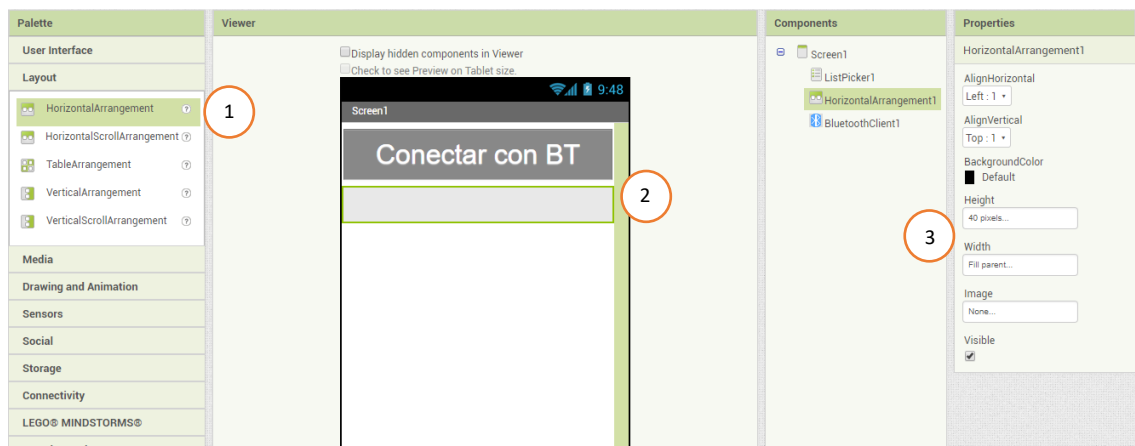 Palette
User Interface
Layout
HorizontalArrangement ?
HorizontalScrollArrangement ?
TableArrangement ?
VerticalArrangement ?
VerticalScrollArrangement ?
Media
Drawing and Animation
Sensors
Social
Storage
Connectivity
LEGO® MINDSTORMS®
1
Viewer
Display hidden components in Viewer
Check to see Preview on Tablet size.
9:48
Screen1
Conectar con BT
2
Components
Screen1
ListPicker1
HorizontalArrangement1
BluetoothClient1
Properties
HorizontalArrangement1
AlignHorizontal
Left : 1
AlignVertical
Top : 1
BackgroundColor
Default
Height
40 pixels...
3
Width
Fill parent...
Image
None...
Visible